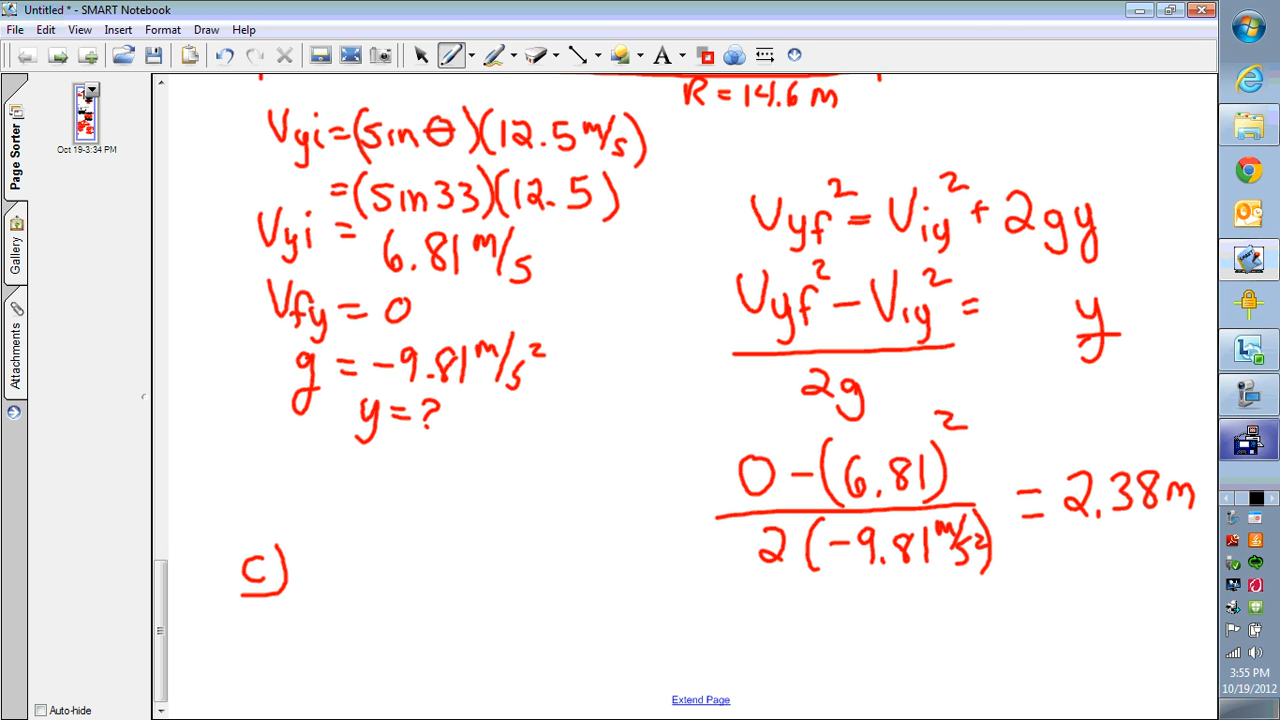 Untitled * - SMART Notebook
File Edit View Insert Format Draw Help
Page Sorter
Gallery
Attachments
Oct 19-3:34 PM
R = 14.6 m
Vyi = (sin θ)(12.5 m/s)
= (sin 33)(12.5)
Vyi = 6.81 m/s
Vfy = 0
g = -9.81 m/s²
y = ?
Vyf² = Viy² + 2gy
Vyf² - Viy² = y
2g
0 - (6.81)² = 2.38 m
2(-9.81 m/s²)
c)
Extend Page
Auto-hide
3:55 PM
10/19/2012